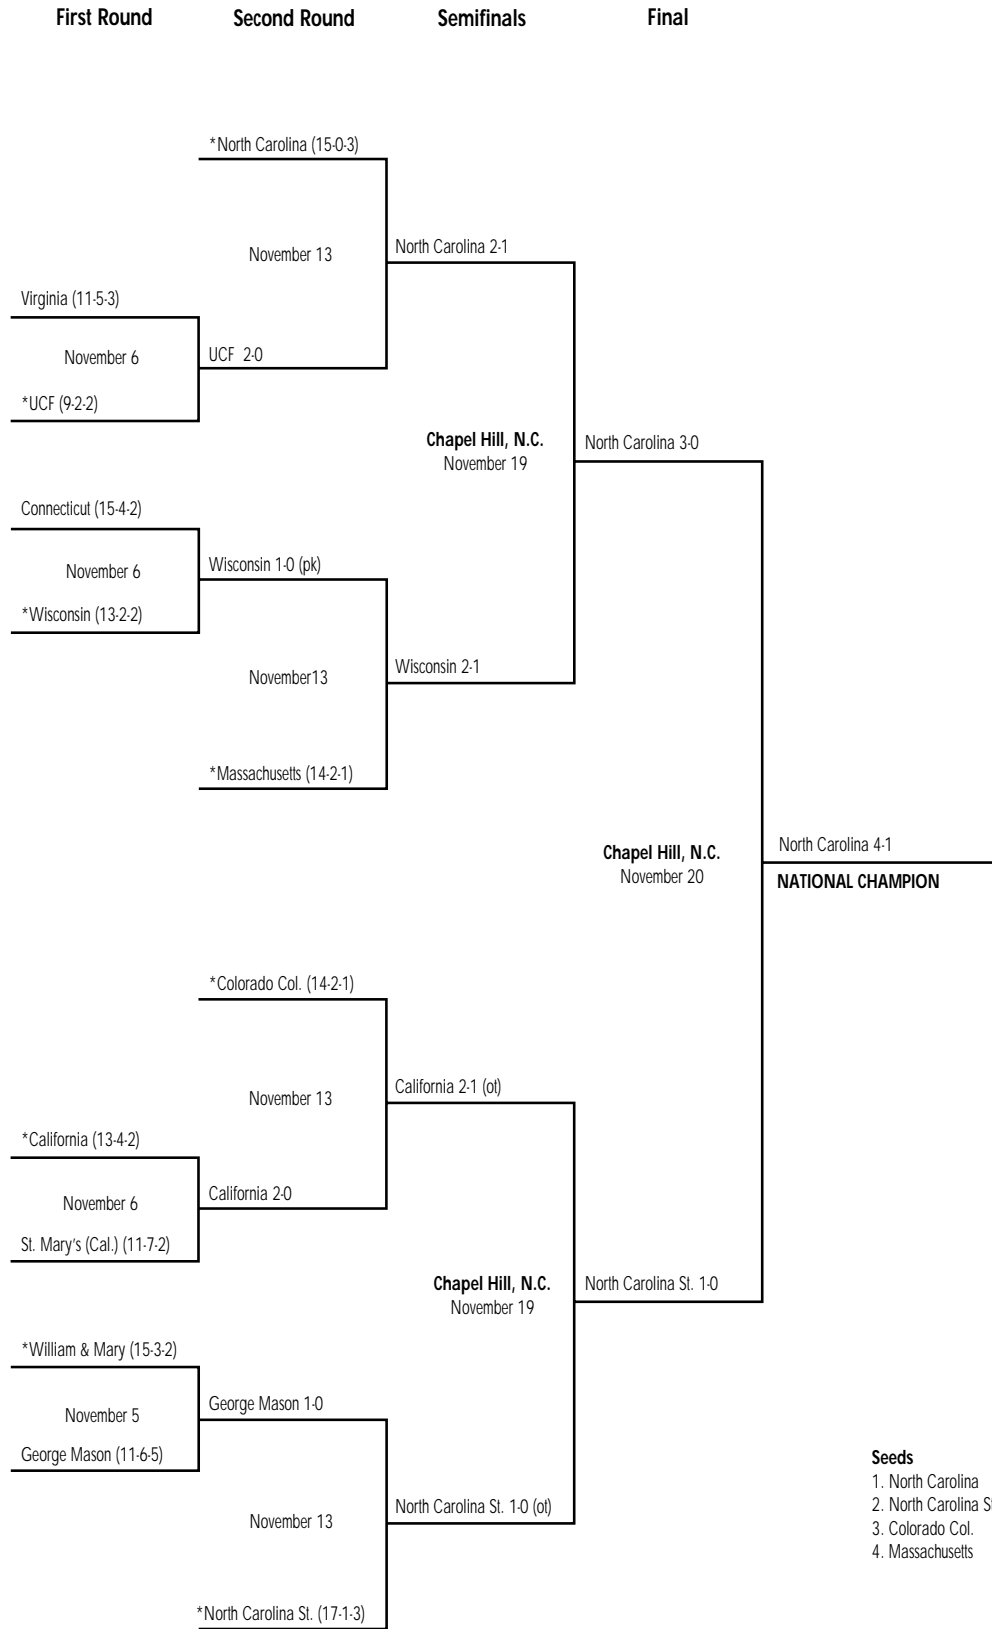 First Round Second Round Semifinals Final
*North Carolina (15-0-3)
November 13
North Carolina 2-1
Virginia (11-5-3)
November 6
UCF 2-0
*UCF (9-2-2)
Chapel Hill, N.C.
November 19
North Carolina 3-0
Connecticut (15-4-2)
November 6
Wisconsin 1-0 (pk)
*Wisconsin (13-2-2)
November13
Wisconsin 2-1
*Massachusetts (14-2-1)
Chapel Hill, N.C.
November 20
North Carolina 4-1
NATIONAL CHAMPION
*Colorado Col. (14-2-1)
November 13
California 2-1 (ot)
*California (13-4-2)
November 6
California 2-0
St. Mary's (Cal.) (11-7-2)
Chapel Hill, N.C.
November 19
North Carolina St. 1-0
*William & Mary (15-3-2)
November 5
George Mason 1-0
George Mason (11-6-5)
November 13
North Carolina St. 1-0 (ot)
*North Carolina St. (17-1-3)
Seeds
1. North Carolina
2. North Carolina S
3. Colorado Col.
4. Massachusetts